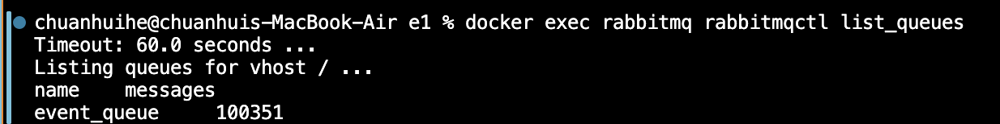 chuanhuihe@chuanhuis-MacBook-Air e1 % docker exec rabbitmq rabbitmqctl list_queues
Timeout: 60.0 seconds ...
Listing queues for vhost / ...
name    messages
event_queue     100351